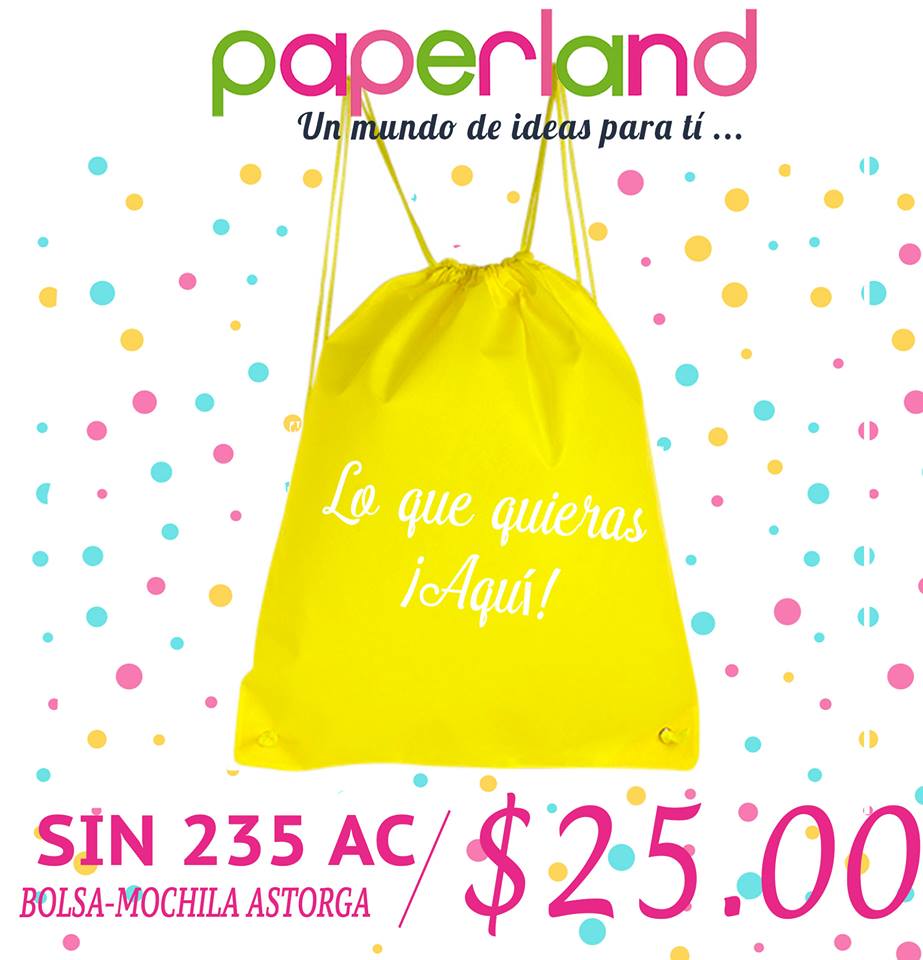 paperland
Un mundo de ideas para tí ...
Lo que quieras
¡Aquí!
SIN 235 AC/ $25.00
BOLSA-MOCHILA ASTORGA